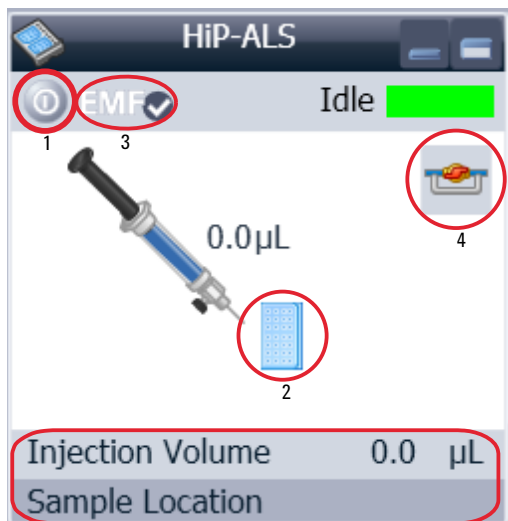 HiP-ALS
EMF Idle
1 3
4
0.0µL
2
Injection Volume 0.0 µL
Sample Location